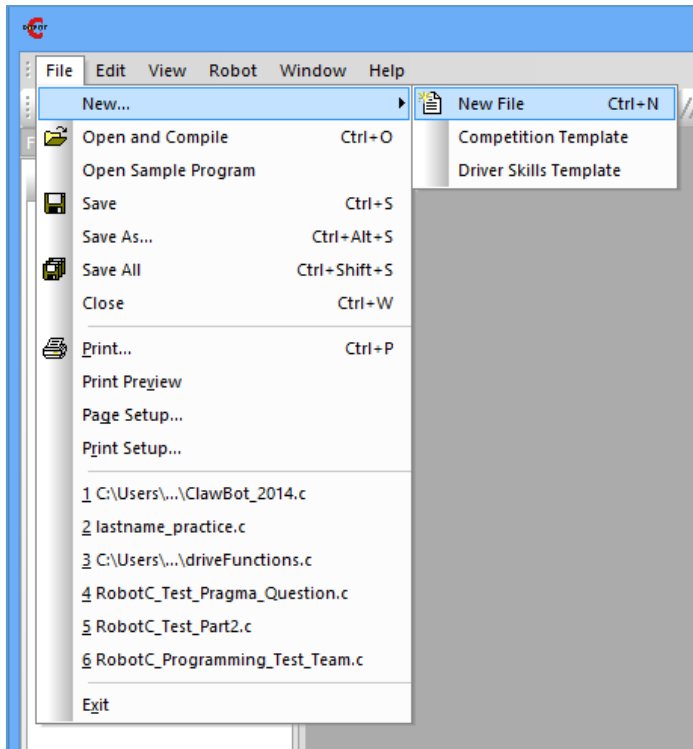 File Edit View Robot Window Help
New...
New File Ctrl+N
Open and Compile Ctrl+O
Competition Template
Open Sample Program
Driver Skills Template
Save Ctrl+S
Save As... Ctrl+Alt+S
Save All Ctrl+Shift+S
Close Ctrl+W
Print... Ctrl+P
Print Preview
Page Setup...
Print Setup...
1 C:\Users\...\ClawBot_2014.c
2 lastname_practice.c
3 C:\Users\...\driveFunctions.c
4 RobotC_Test_Pragma_Question.c
5 RobotC_Test_Part2.c
6 RobotC_Programming_Test_Team.c
Exit